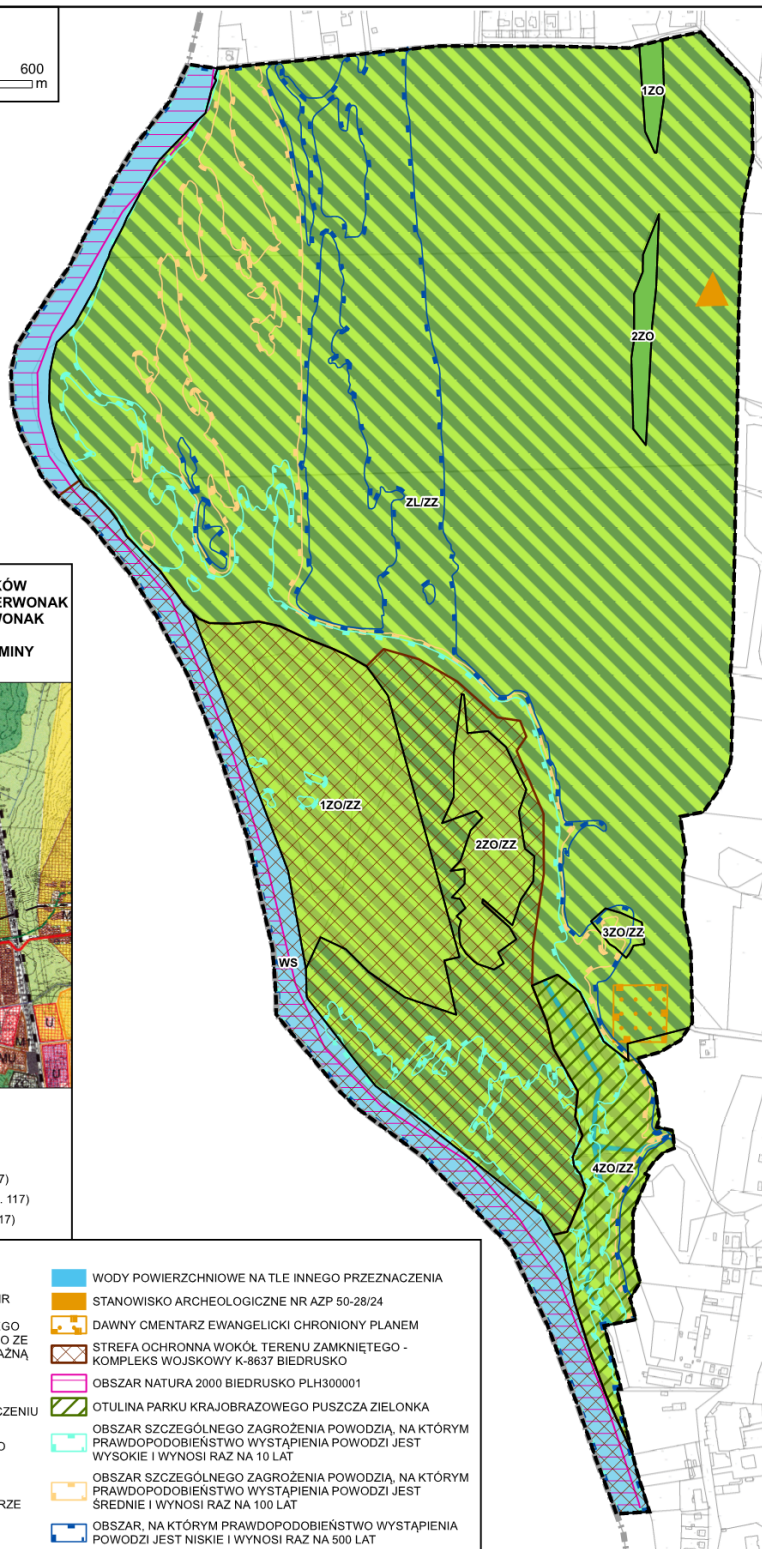 600
m
1ZO
2ZO
ZL/ZZ
1ZO/ZZ
2ZO/ZZ
3ZO/ZZ
WS
4ZO/ZZ
KÓW
ERWONAK
WONAK
MINY
M
U
M
MU
U
7)
. 117)
17)
IR
EGO
O ZE
AŻNĄ
CZENIU
O
RZE
WODY POWIERZCHNIOWE NA TLE INNEGO PRZEZNACZENIA
STANOWISKO ARCHEOLOGICZNE NR AZP 50-28/24
DAWNY CMENTARZ EWANGELICKI CHRONIONY PLANEM
STREFA OCHRONNA WOKÓŁ TERENU ZAMKNIĘTEGO -
KOMPLEKS WOJSKOWY K-8637 BIEDRUSKO
OBSZAR NATURA 2000 BIEDRUSKO PLH300001
OTULINA PARKU KRAJOBRAZOWEGO PUSZCZA ZIELONKA
OBSZAR SZCZEGÓLNEGO ZAGROŻENIA POWODZIĄ, NA KTÓRYM
PRAWDOPODOBIEŃSTWO WYSTĄPIENIA POWODZI JEST
WYSOKIE I WYNOSI RAZ NA 10 LAT
OBSZAR SZCZEGÓLNEGO ZAGROŻENIA POWODZIĄ, NA KTÓRYM
PRAWDOPODOBIEŃSTWO WYSTĄPIENIA POWODZI JEST
ŚREDNIE I WYNOSI RAZ NA 100 LAT
OBSZAR, NA KTÓRYM PRAWDOPODOBIEŃSTWO WYSTĄPIENIA
POWODZI JEST NISKIE I WYNOSI RAZ NA 500 LAT